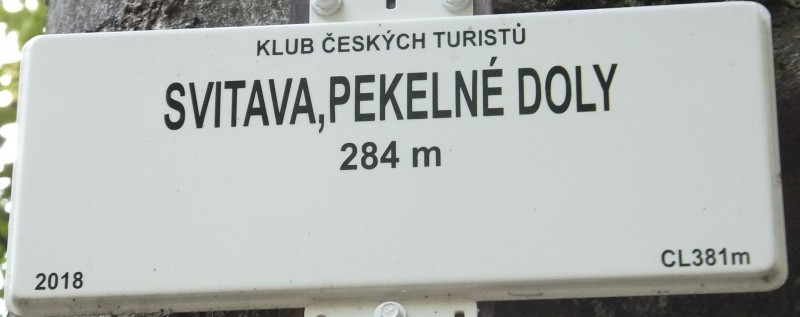 KLUB ČESKÝCH TURISTŮ
SVITAVA,PEKELNÉ DOLY
284 m
2018
CL381m